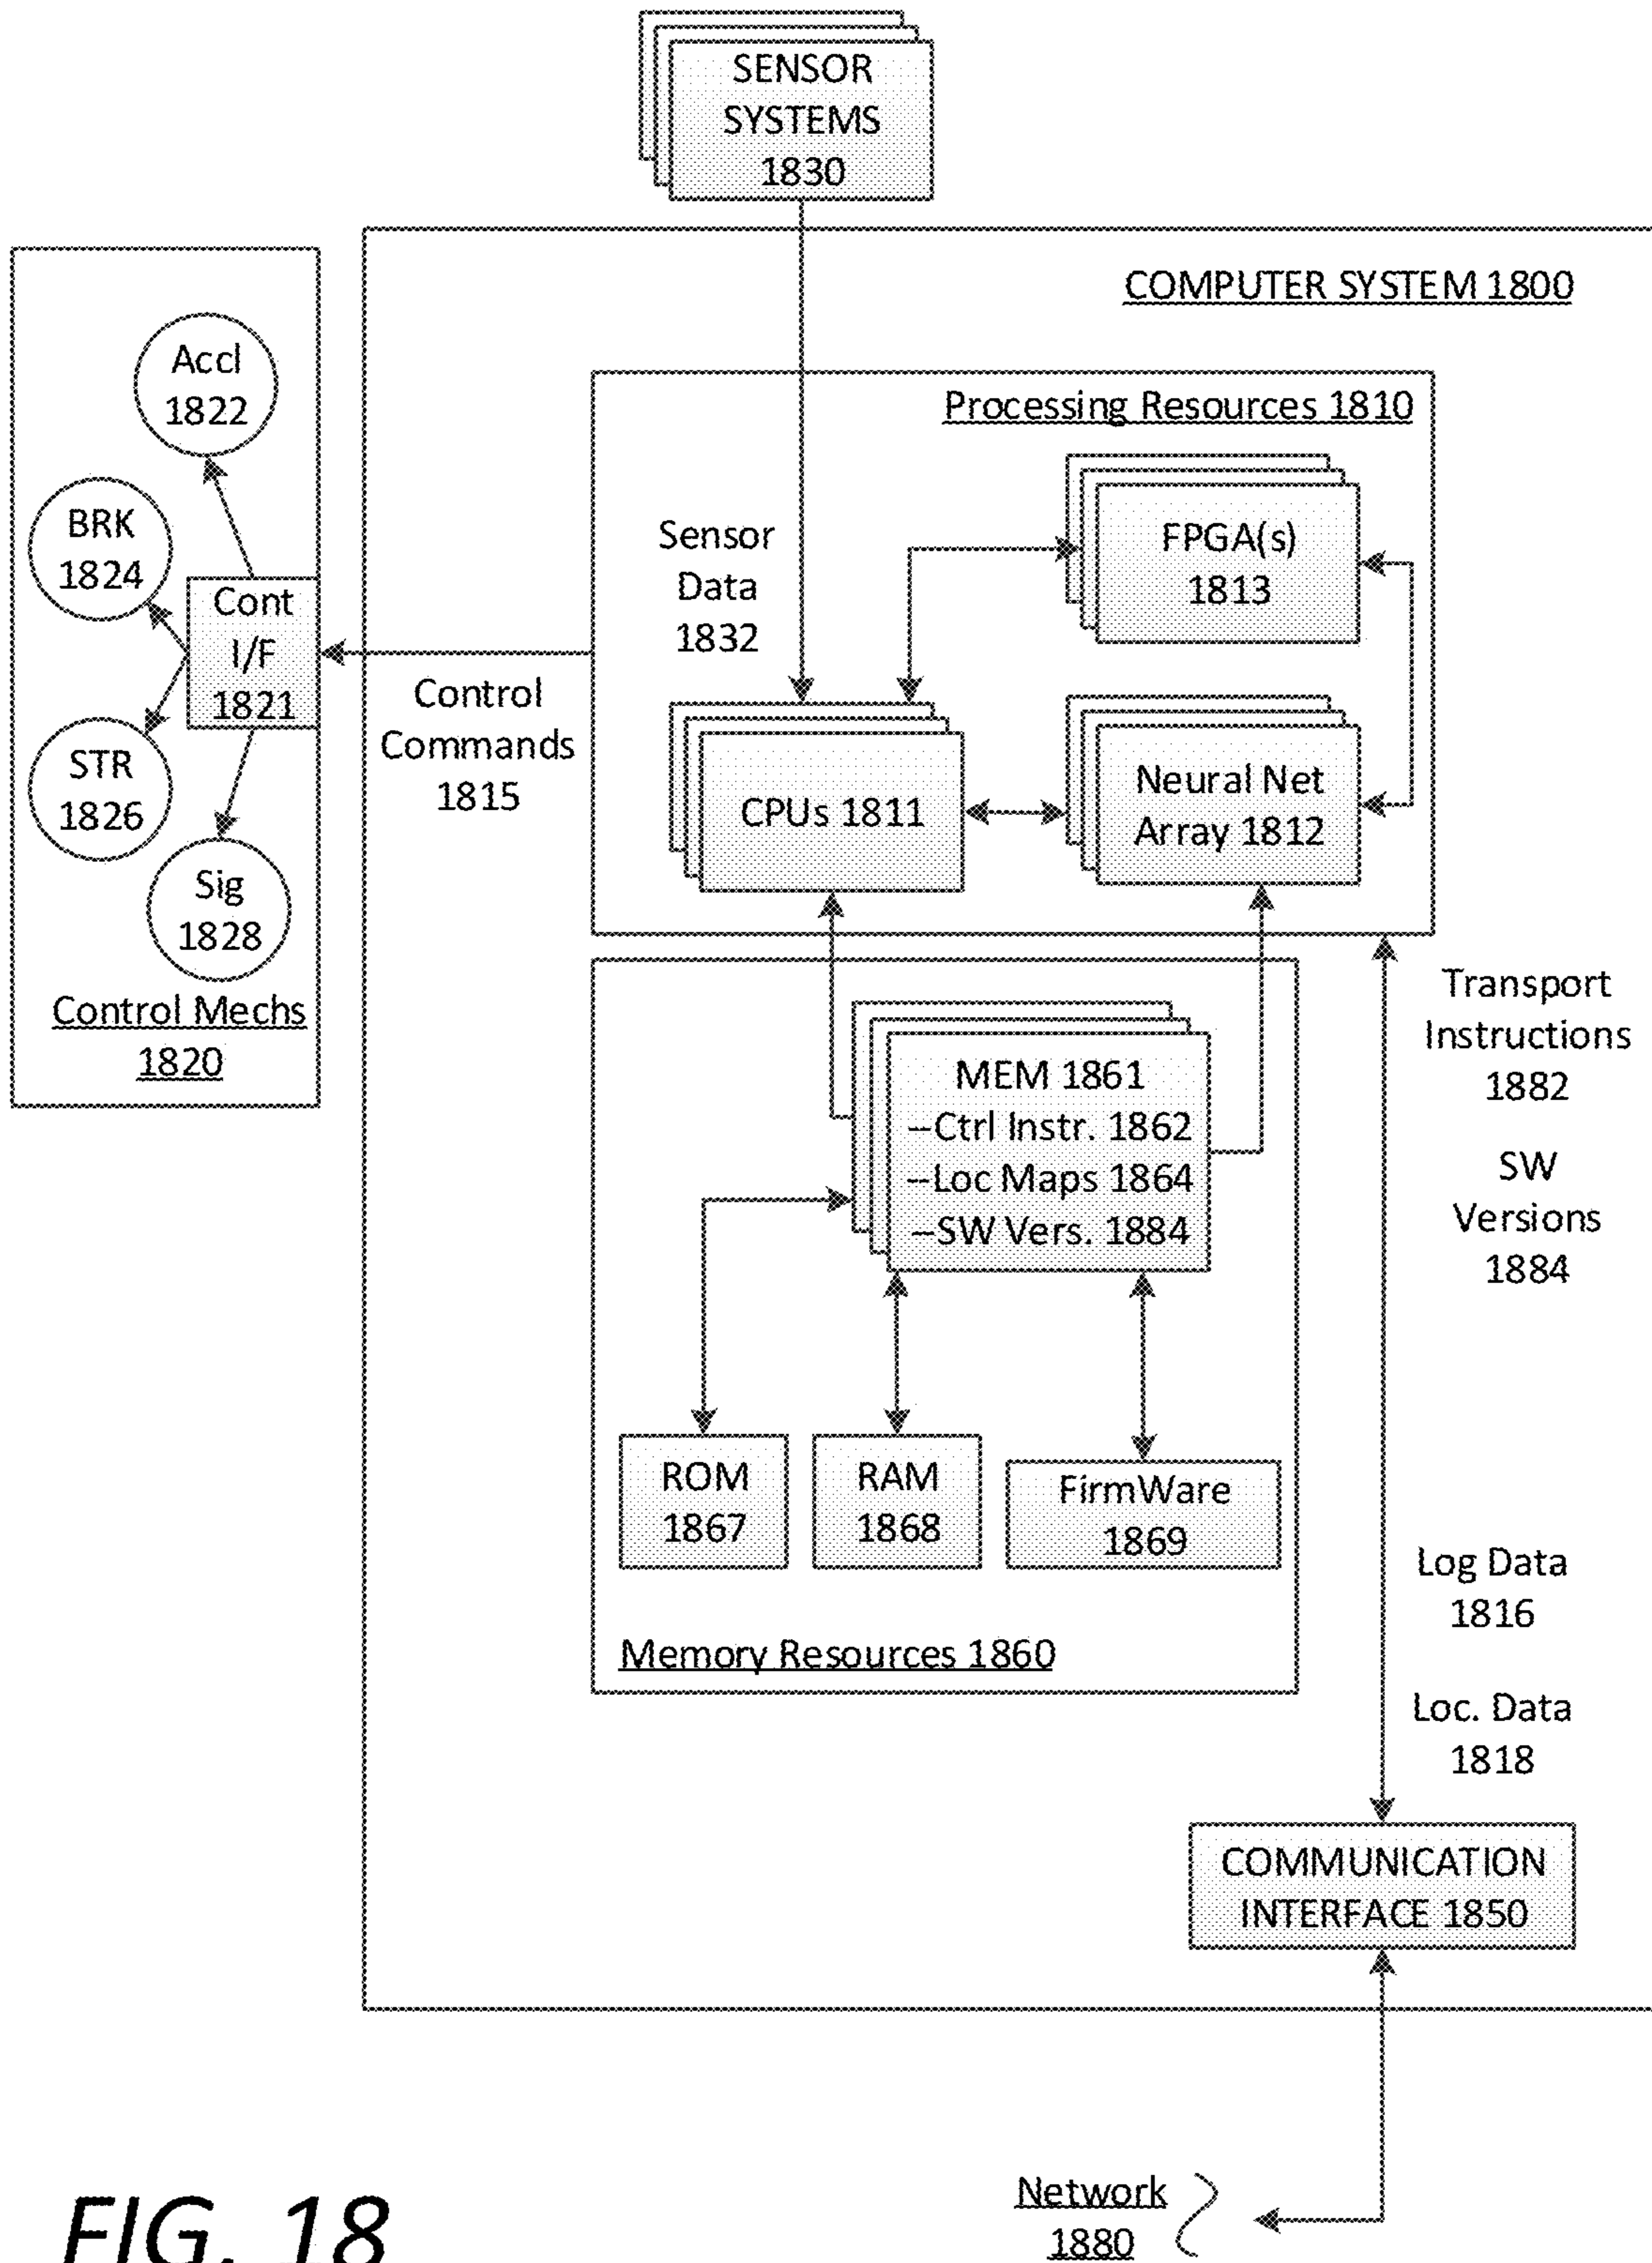 SENSOR
SYSTEMS
1830
COMPUTER SYSTEM 1800
Accl
1822
BRK
1824
Cont
I/F
1821
STR
1826
Sig
1828
Control Mechs
1820
Control
Commands
1815
Processing Resources 1810
Sensor
Data
1832
FPGA(s)
1813
CPUs 1811
Neural Net
Array 1812
MEM 1861
–Ctrl Instr. 1862
–Loc Maps 1864
–SW Vers. 1884
ROM
1867
RAM
1868
FirmWare
1869
Memory Resources 1860
Transport
Instructions
1882
SW
Versions
1884
Log Data
1816
Loc. Data
1818
COMMUNICATION
INTERFACE 1850
Network
1880
FIG. 18